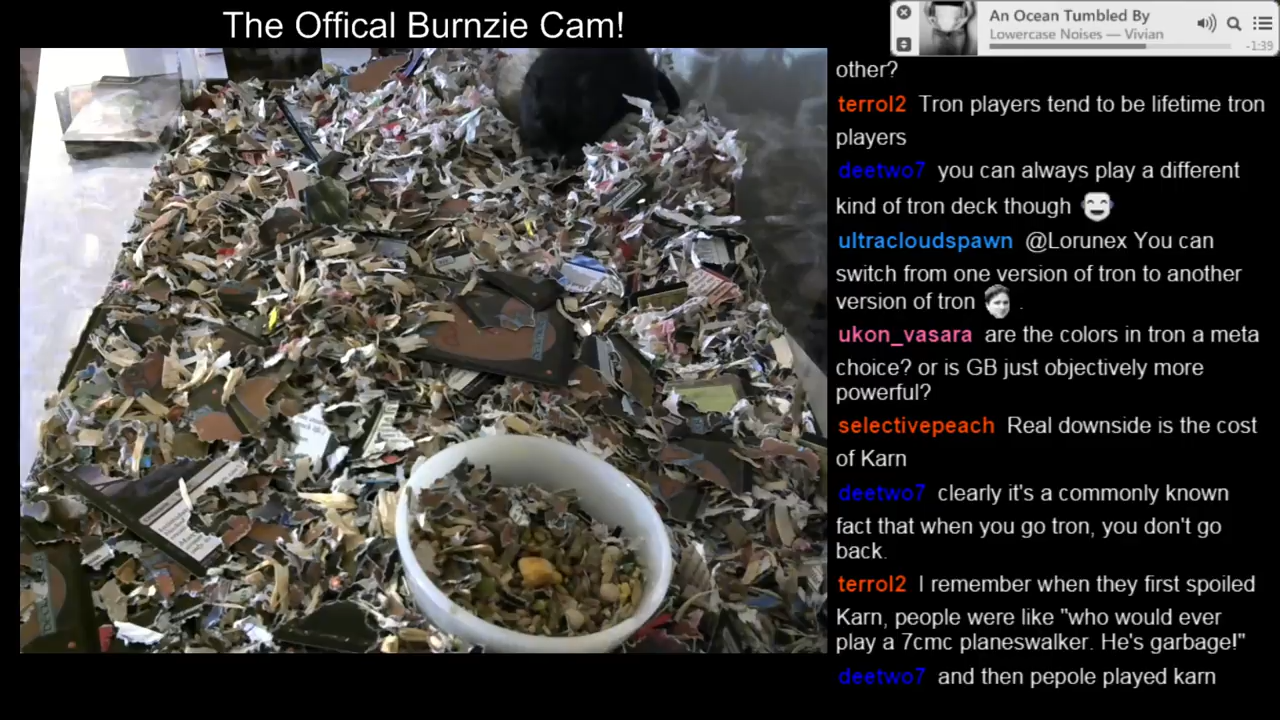 The Offical Burnzie Cam!
An Ocean Tumbled By
Lowercase Noises — Vivian
-1:39
other?
terrol2 Tron players tend to be lifetime tron
players
deetwo7 you can always play a different
kind of tron deck though
ultracloudspawn @Lorunex You can
switch from one version of tron to another
version of tron .
ukon_vasara are the colors in tron a meta
choice? or is GB just objectively more
powerful?
selectivepeach Real downside is the cost
of Karn
deetwo7 clearly it's a commonly known
fact that when you go tron, you don't go
back.
terrol2 I remember when they first spoiled
Karn, people were like "who would ever
play a 7cmc planeswalker. He's garbage!"
deetwo7 and then pepole played karn